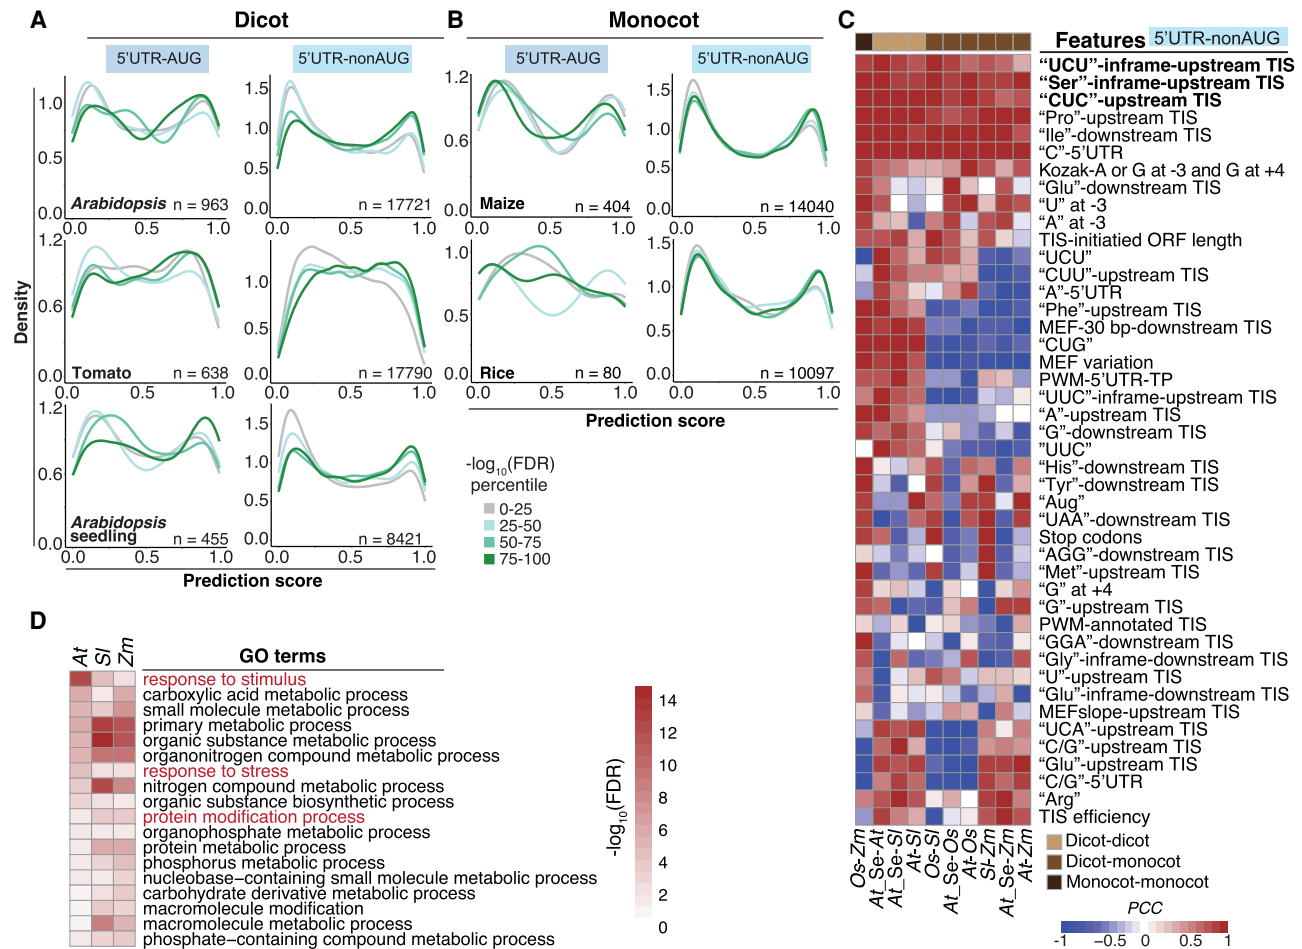 A
Dicot
5’UTR-AUG
5’UTR-nonAUG
B
Monocot
5’UTR-AUG
5’UTR-nonAUG
Density
1.0
0.5
0.0
Arabidopsis
n = 963
0.0 0.5 1.0
1.5
1.0
0.5
0.0
n = 17721
0.0 0.5 1.0
1.2
0.6
0.0
Maize
n = 404
0.0 0.5 1.0
1.5
1.0
0.5
0.0
n = 14040
0.0 0.5 1.0
1.2
0.6
0.0
Tomato
n = 638
0.0 0.5 1.0
1.0
0.5
0.0
n = 17790
0.0 0.5 1.0
1.2
0.6
0.0
Rice
n = 80
0.0 0.5 1.0
1.5
1.0
0.5
0.0
n = 10097
0.0 0.5 1.0
Prediction score
1.2
0.6
0.0
Arabidopsis
seedling
n = 455
0.0 0.5 1.0
1.5
1.0
0.5
0.0
n = 8421
0.0 0.5 1.0
Prediction score
-log10(FDR)
percentile
0-25
25-50
50-75
75-100
C
Features
5’UTR-nonAUG
“UCU”-inframe-upstream TIS
“Ser”-inframe-upstream TIS
“CUC”-upstream TIS
“Pro”-upstream TIS
“Ile”-downstream TIS
“C”-5’UTR
Kozak-A or G at -3 and G at +4
“Glu”-downstream TIS
“U” at -3
“A” at -3
TIS-initiatied ORF length
“UCU”
“CUU”-upstream TIS
“A”-5’UTR
“Phe”-upstream TIS
MEF-30 bp-downstream TIS
“CUG”
MEF variation
PWM-5’UTR-TP
“UUC”-inframe-upstream TIS
“A”-upstream TIS
“G”-downstream TIS
”UUC”
“His”-downstream TIS
“Tyr”-downstream TIS
“Aug”
“UAA”-downstream TIS
Stop codons
“AGG”-downstream TIS
“Met”-upstream TIS
“G” at +4
“G”-upstream TIS
PWM-annotated TIS
“GGA”-downstream TIS
“Gly”-inframe-downstream TIS
“U”-upstream TIS
“Glu”-inframe-downstream TIS
MEFslope-upstream TIS
“UCA”-upstream TIS
“C/G”-upstream TIS
“Glu”-upstream TIS
“C/G”-5’UTR
“Arg”
TIS efficiency
Os-Zm
At_Se-At
At_Se-Sl
At-Sl
Os-Sl
At_Se-Os
At-Os
Sl-Zm
At_Se-Zm
At-Zm
Dicot-dicot
Dicot-monocot
Monocot-monocot
PCC
-1 −0.5 0 0.5 1
D
At
Sl
Zm
GO terms
response to stimulus
carboxylic acid metabolic process
small molecule metabolic process
primary metabolic process
organic substance metabolic process
organonitrogen compound metabolic process
response to stress
nitrogen compound metabolic process
organic substance biosynthetic process
protein modification process
organophosphate metabolic process
protein metabolic process
phosphorus metabolic process
nucleobase−containing small molecule metabolic process
carbohydrate derivative metabolic process
macromolecule modification
macromolecule metabolic process
phosphate−containing compound metabolic process
-log10(FDR)
14
12
10
8
6
4
2
0